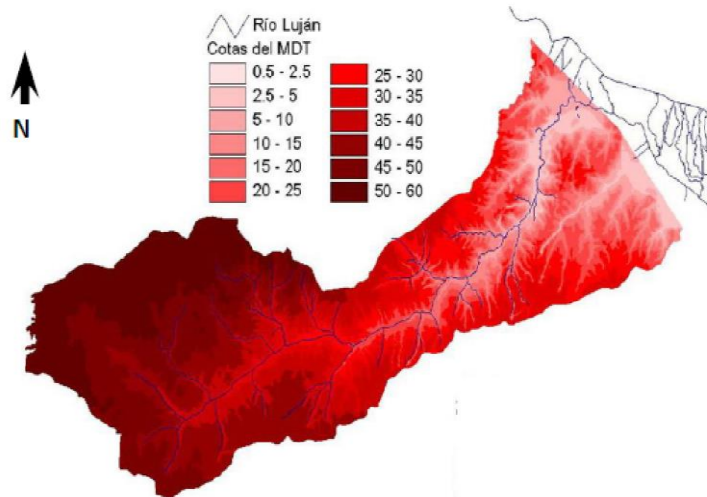 Río Luján
Cotas del MDT
0.5 - 2.5
2.5 - 5
5 - 10
10 - 15
15 - 20
20 - 25
25 - 30
30 - 35
35 - 40
40 - 45
45 - 50
50 - 60
N